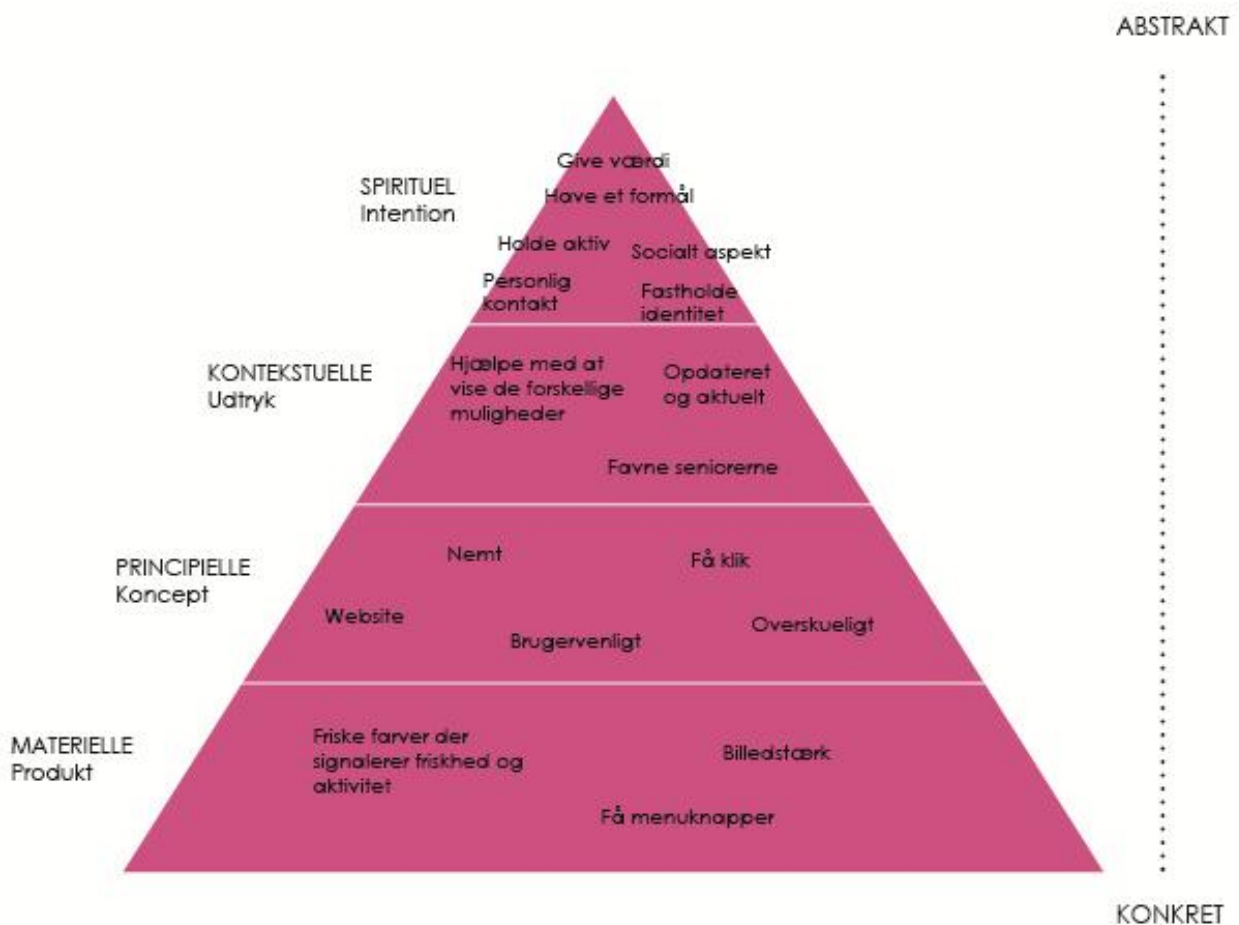 ABSTRAKT
SPIRITUEL
Intention
Give værdi
Have et formål
Holde aktiv
Socialt aspekt
Personlig
kontakt
Fastholde
identitet
KONTEKSTUELLE
Udtryk
Hjælpe med at
vise de forskellige
muligheder
Opdateret
og aktuelt
Favne seniorerne
PRINCIPIELLE
Koncept
Nemt
Få klik
Website
Brugervenligt
Overskueligt
MATERIELLE
Produkt
Friske farver der
signalerer friskhed og
aktivitet
Billedstærk
Få menuknapper
KONKRET